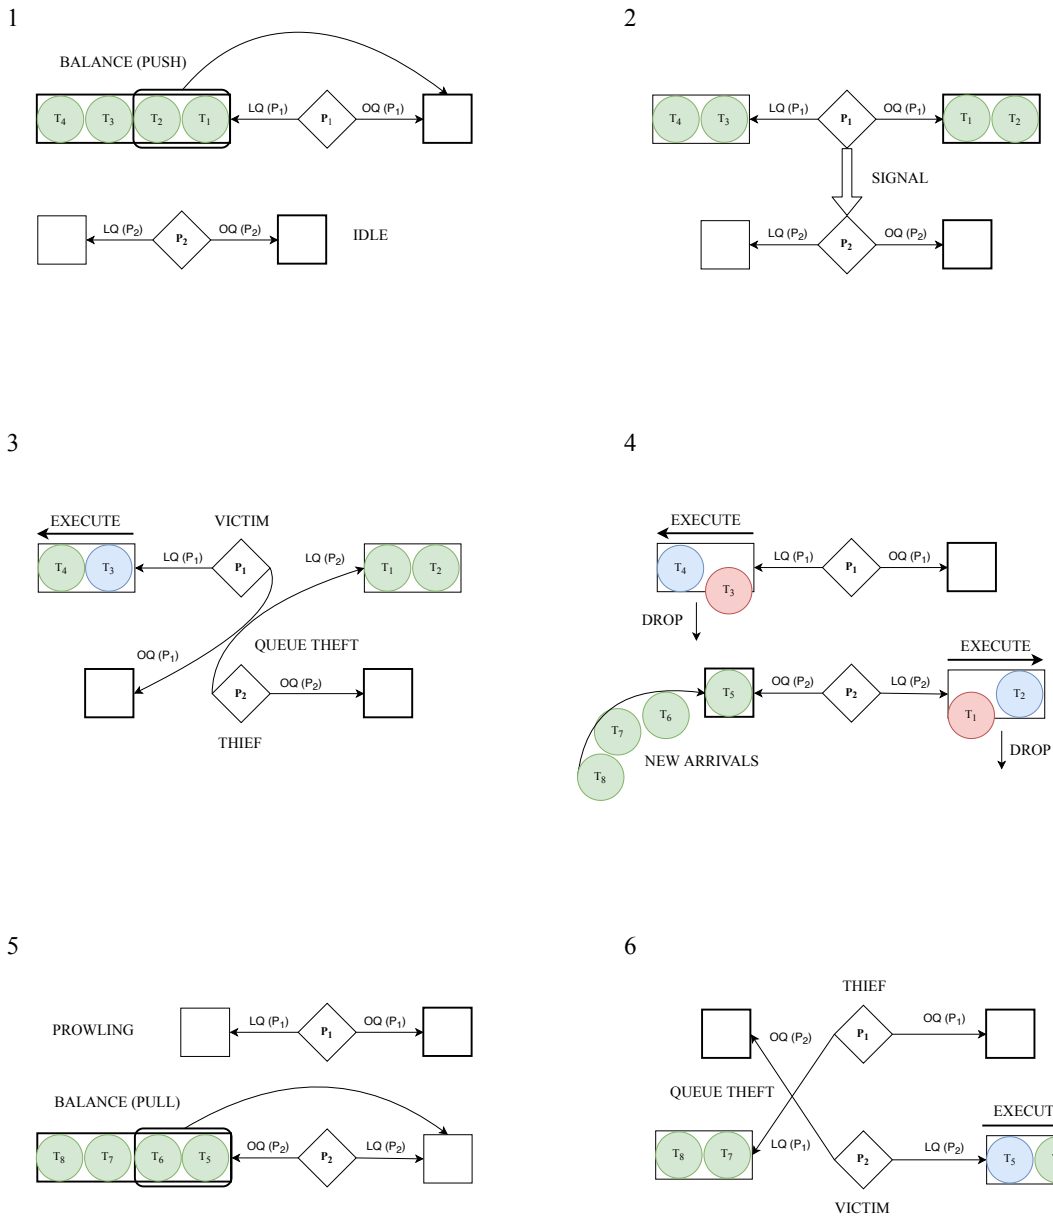 1
BALANCE (PUSH)
T4 T3 T2 T1 LQ (P1) P1 OQ (P1)
LQ (P2) P2 OQ (P2) IDLE
2
T4 T3 LQ (P1) P1 OQ (P1) T1 T2
SIGNAL
LQ (P2) P2 OQ (P2)
3
EXECUTE VICTIM
T4 T3 LQ (P1) P1 LQ (P2) T1 T2
QUEUE THEFT
OQ (P1) P2 OQ (P2)
THIEF
4
EXECUTE
T4 T3 LQ (P1) P1 OQ (P1)
DROP
EXECUTE
T5 OQ (P2) P2 LQ (P2) T1 T2
T6
T7
T8
NEW ARRIVALS DROP
5
PROWLING LQ (P1) P1 OQ (P1)
BALANCE (PULL)
T8 T7 T6 T5 OQ (P2) P2 LQ (P2)
6
THIEF
OQ (P2) P1 OQ (P1)
QUEUE THEFT
EXECUT
T8 T7 LQ (P1) P2 LQ (P2) T5
VICTIM